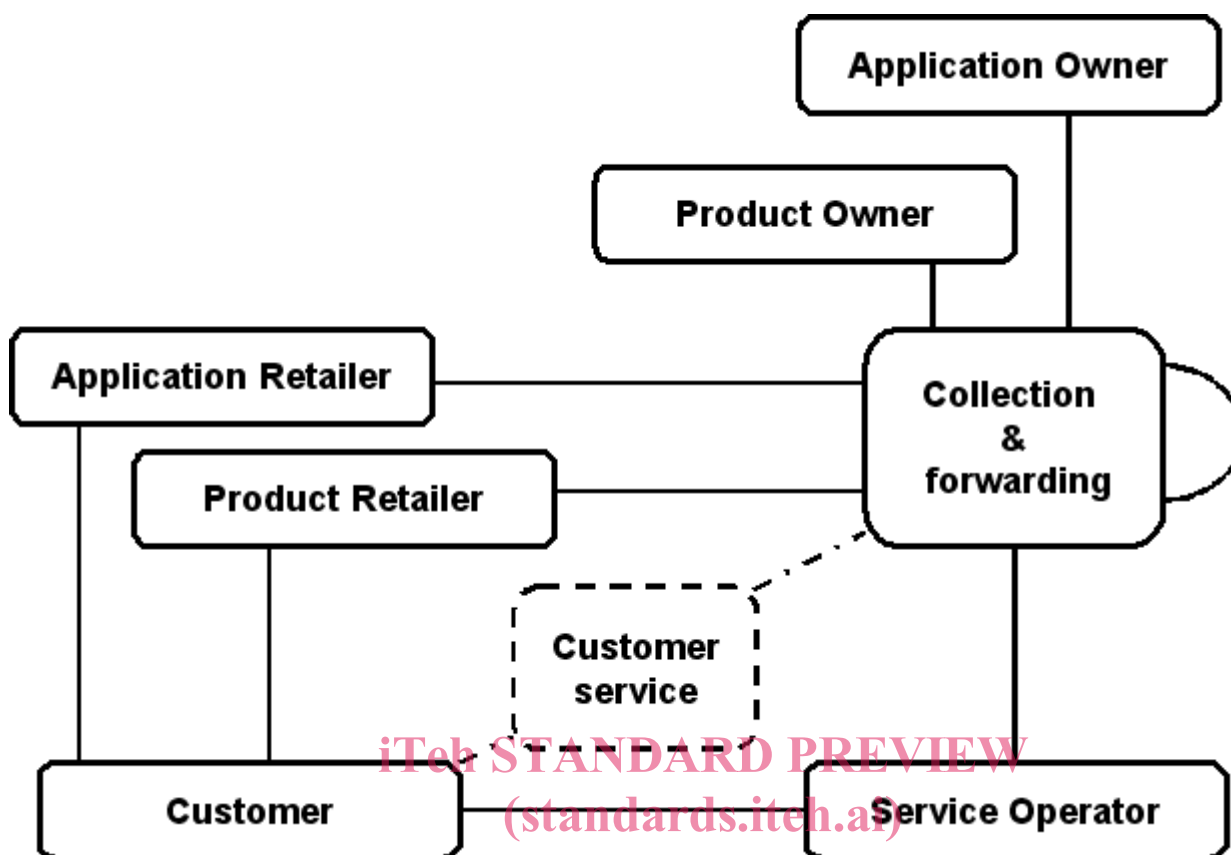 Application Owner
Product Owner
Application Retailer
Collection
&
forwarding
Product Retailer
Customer
service
iTeh STANDARD PREVIEW
Customer
(standards.iteh.ai)
Service Operator